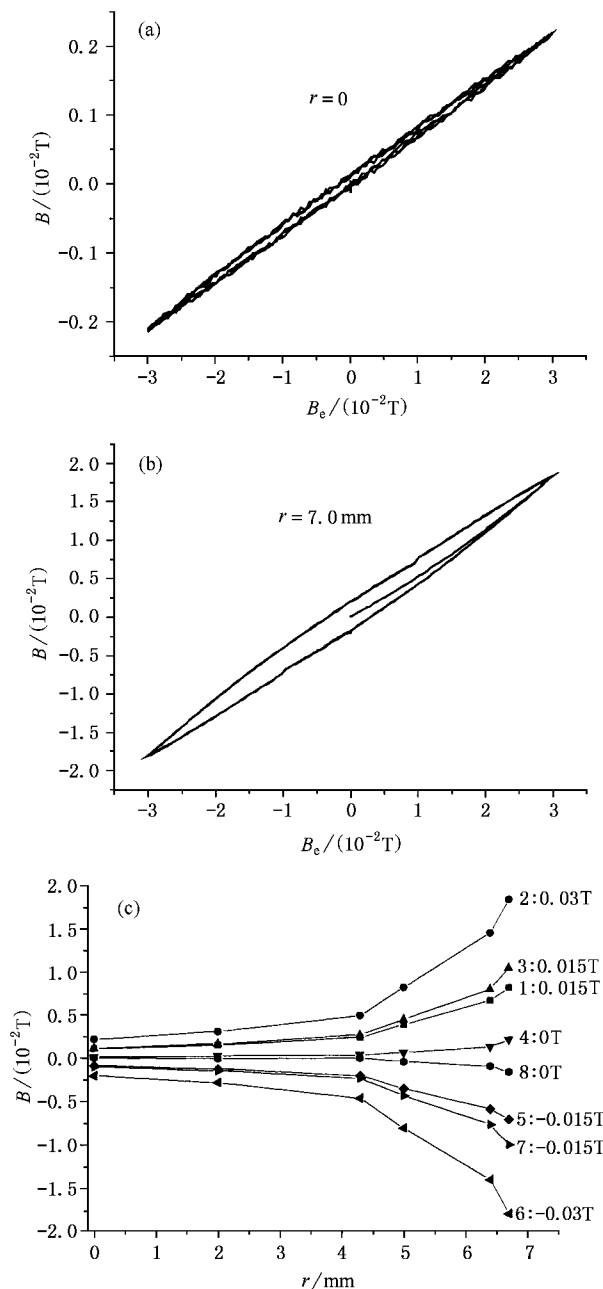 (a)
r = 0
0.2
0.1
0.0
-0.1
-0.2
B/(10⁻²T)
-3 -2 -1 0 1 2 3
Bₑ/(10⁻²T)
(b)
r = 7.0 mm
2.0
1.5
1.0
0.5
0.0
-0.5
-1.0
-1.5
-2.0
B/(10⁻²T)
-3 -2 -1 0 1 2 3
Bₑ/(10⁻²T)
(c)
2.0
1.5
1.0
0.5
0.0
-0.5
-1.0
-1.5
-2.0
B/(10⁻²T)
2:0.03T
3:0.015T
1:0.015T
4:0T
8:0T
5:-0.015T
7:-0.015T
6:-0.03T
0 1 2 3 4 5 6 7
r/mm